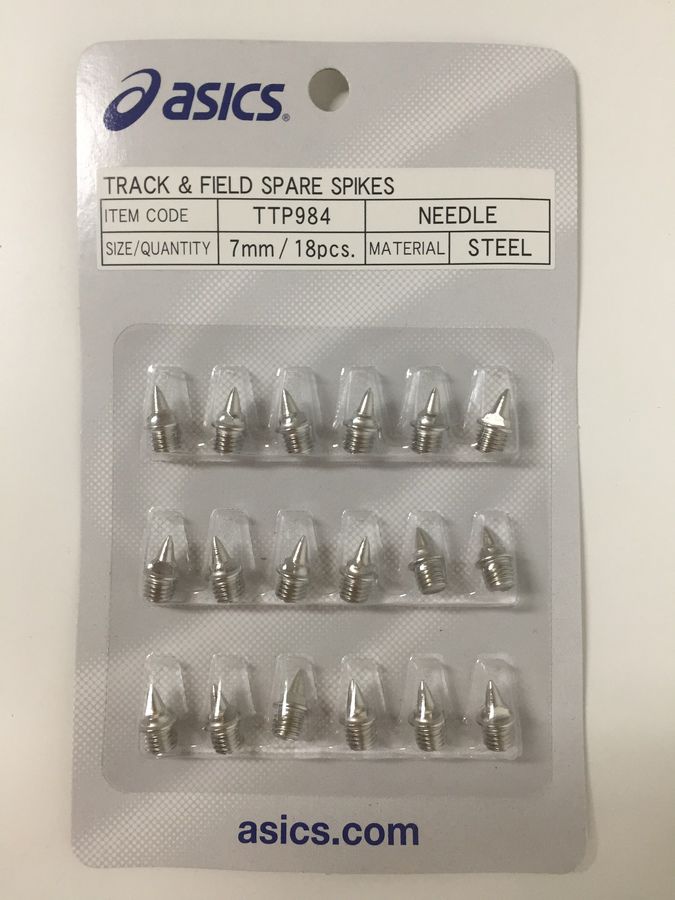 asics®
TRACK & FIELD SPARE SPIKES
ITEM CODE TTP984 NEEDLE
SIZE/QUANTITY 7mm/18pcs. MATERIAL STEEL
asics.com